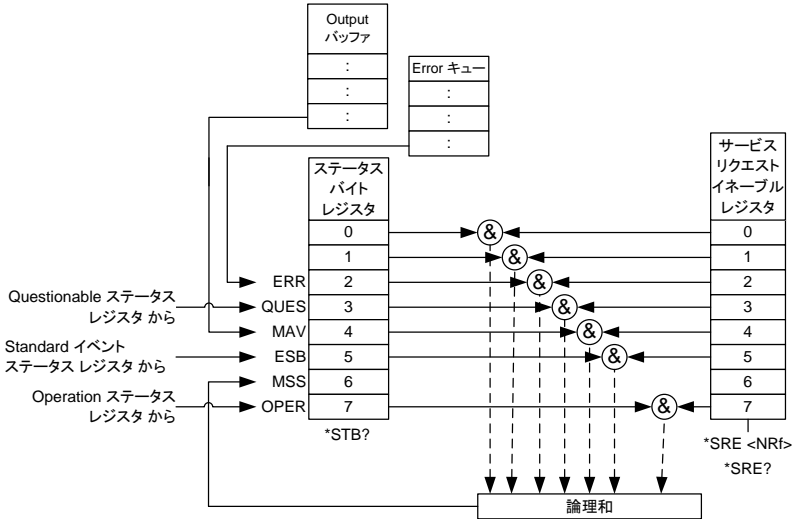 Output
バッファ
:
:
:
Error キュー
:
:
:
ステータス
バイト
レジスタ
0
1
2
3
4
5
6
7
*STB?
ERR
QUES
MAV
ESB
MSS
OPER
Questionable ステータス
レジスタ から
Standard イベント
ステータス レジスタ から
Operation ステータス
レジスタ から
&
&
&
&
&
&
&
サービス
リクエスト
イネーブル
レジスタ
0
1
2
3
4
5
6
7
*SRE <NRf>
*SRE?
論理和